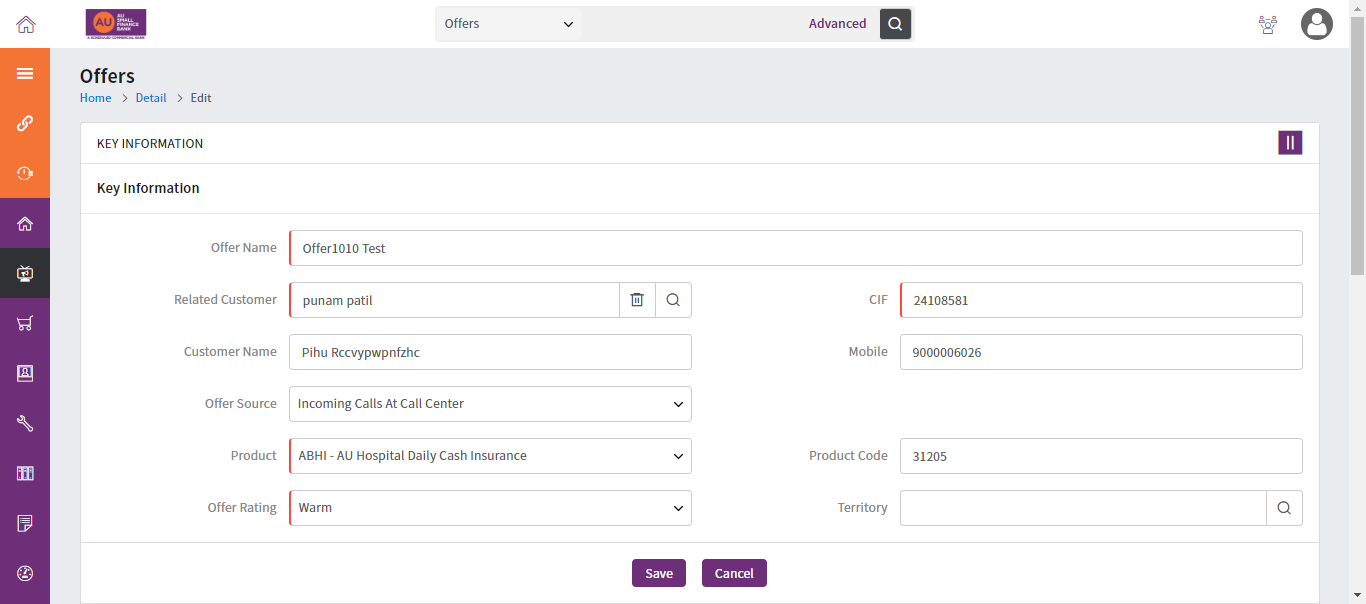 AU
AU
SMALL
FINANCE
BANK
A SCHEDULED COMMERCIAL BANK
Offers
Advanced
Offers
Home > Detail > Edit
KEY INFORMATION
Key Information
Offer Name Offer1010 Test
Related Customer punam patil CIF 24108581
Customer Name Pihu Rccvypwpnfzhc Mobile 9000006026
Offer Source Incoming Calls At Call Center
Product ABHI - AU Hospital Daily Cash Insurance Product Code 31205
Offer Rating Warm Territory
Save Cancel